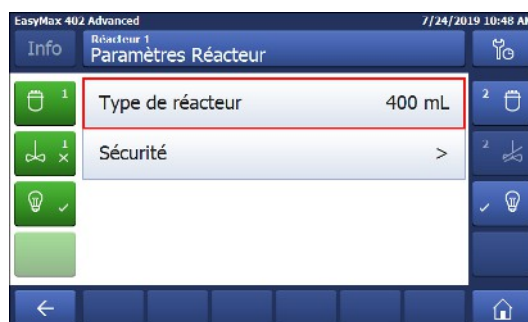 EasyMax 402 Advanced 7/24/2019 10:48 AM
Info
Réacteur 1
Paramètres Réacteur
1
Type de réacteur 400 mL
2
1
Sécurité >
2